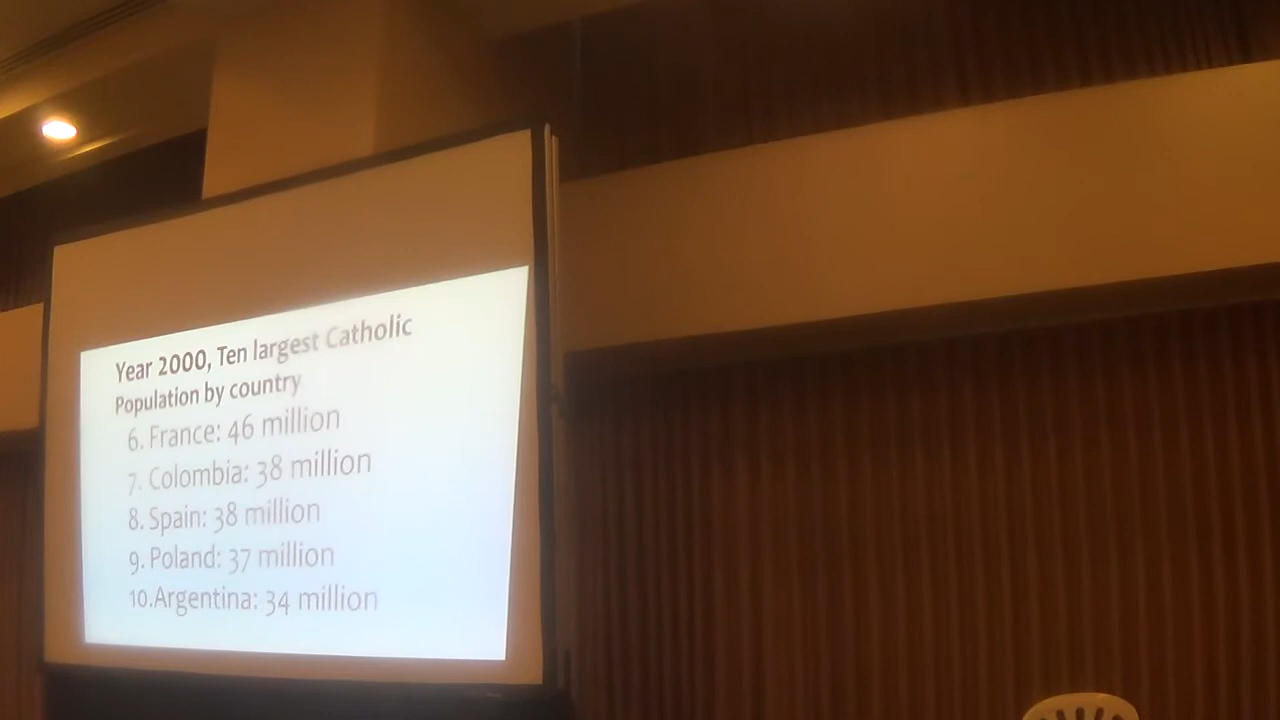 Year 2000, Ten largest Catholic
Population by country
6. France: 46 million
7. Colombia: 38 million
8. Spain: 38 million
9. Poland: 37 million
10.Argentina: 34 million